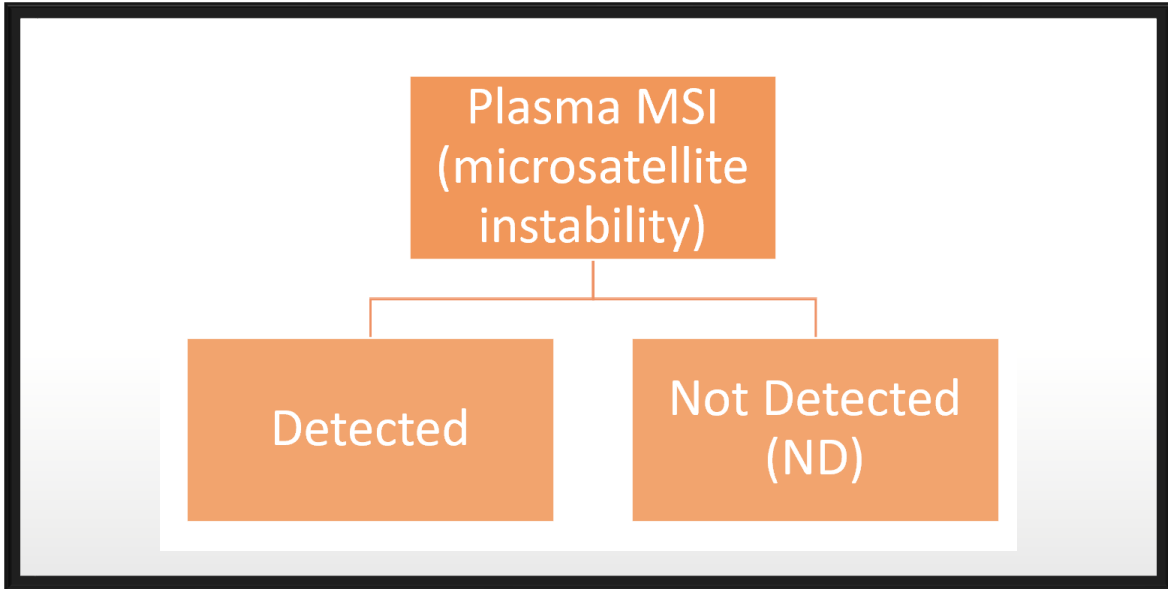 Plasma MSI
(microsatellite
instability)
Detected
Not Detected
(ND)